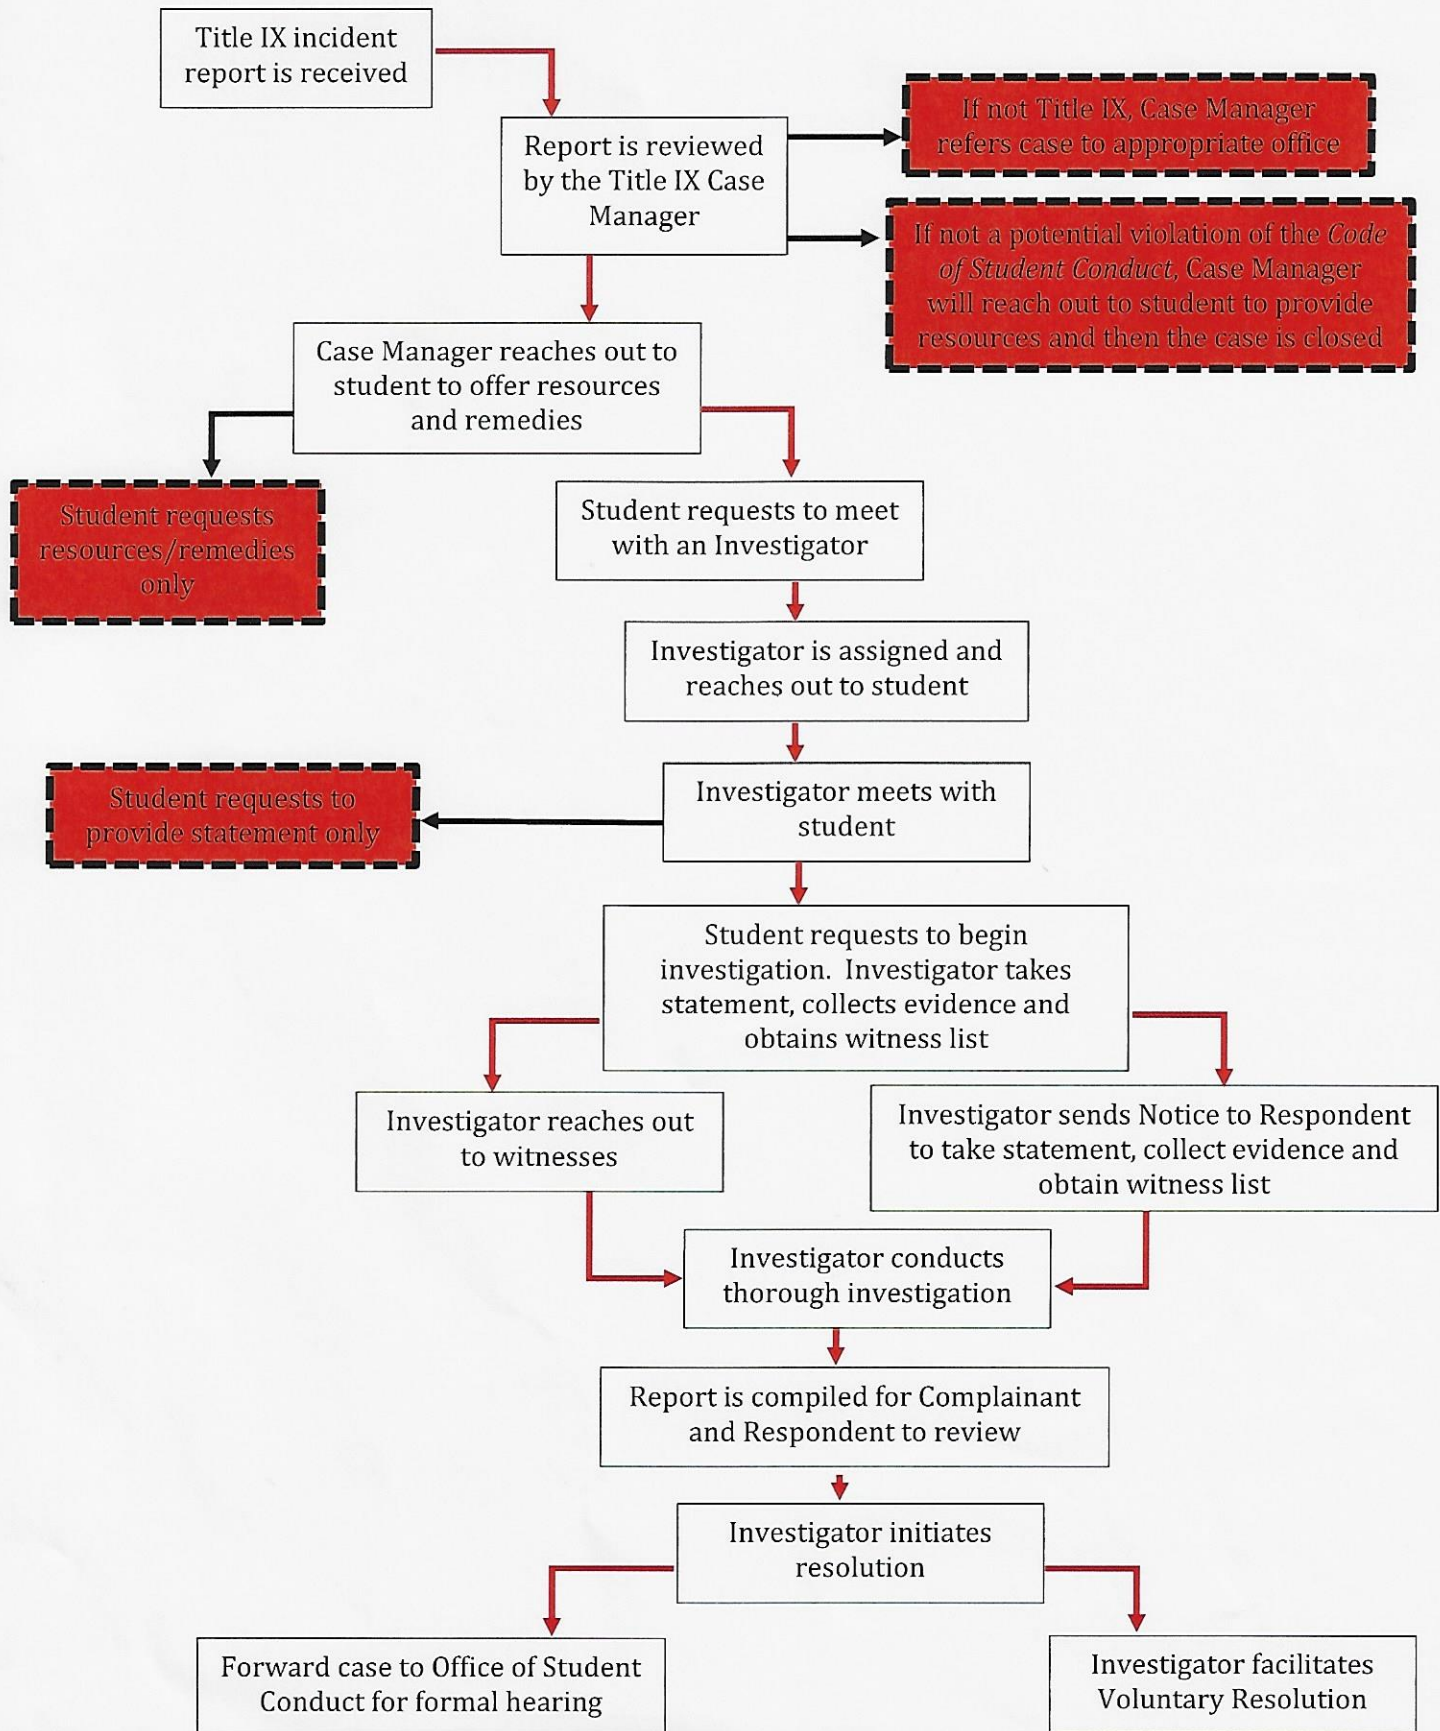 Title IX incident
report is received
If not Title IX, Case Manager
refers case to appropriate office
Report is reviewed
by the Title IX Case
Manager
If not a potential violation of the Code
of Student Conduct, Case Manager
will reach out to student to provide
resources and then the case is closed
Case Manager reaches out to
student to offer resources
and remedies
Student requests
resources/remedies
only
Student requests to meet
with an Investigator
Investigator is assigned and
reaches out to student
Student requests to
provide statement only
Investigator meets with
student
Student requests to begin
investigation. Investigator takes
statement, collects evidence and
obtains witness list
Investigator reaches out
to witnesses
Investigator sends Notice to Respondent
to take statement, collect evidence and
obtain witness list
Investigator conducts
thorough investigation
Report is compiled for Complainant
and Respondent to review
Investigator initiates
resolution
Forward case to Office of Student
Conduct for formal hearing
Investigator facilitates
Voluntary Resolution